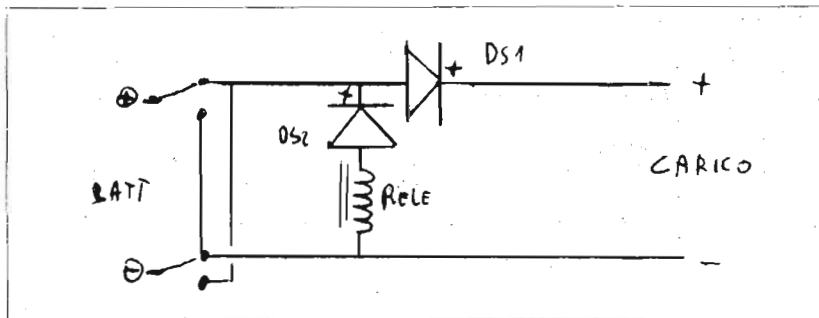 DS1
+
+
⊕
+
DS2
CARICO
BATT
RELE
⊖
-